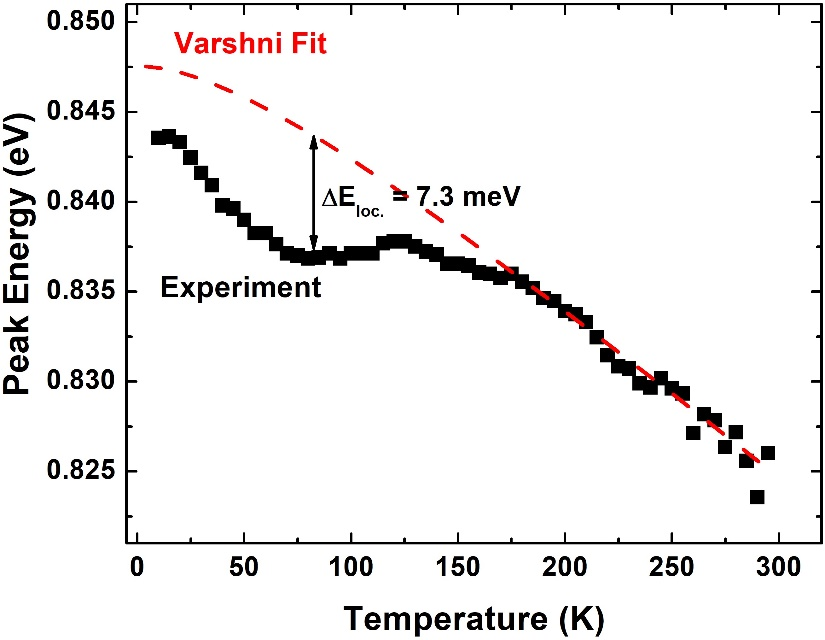 0.850
0.845
0.840
0.835
0.830
0.825
Peak Energy (eV)
Varshni Fit
ΔEloc. = 7.3 meV
Experiment
0 50 100 150 200 250 300
Temperature (K)